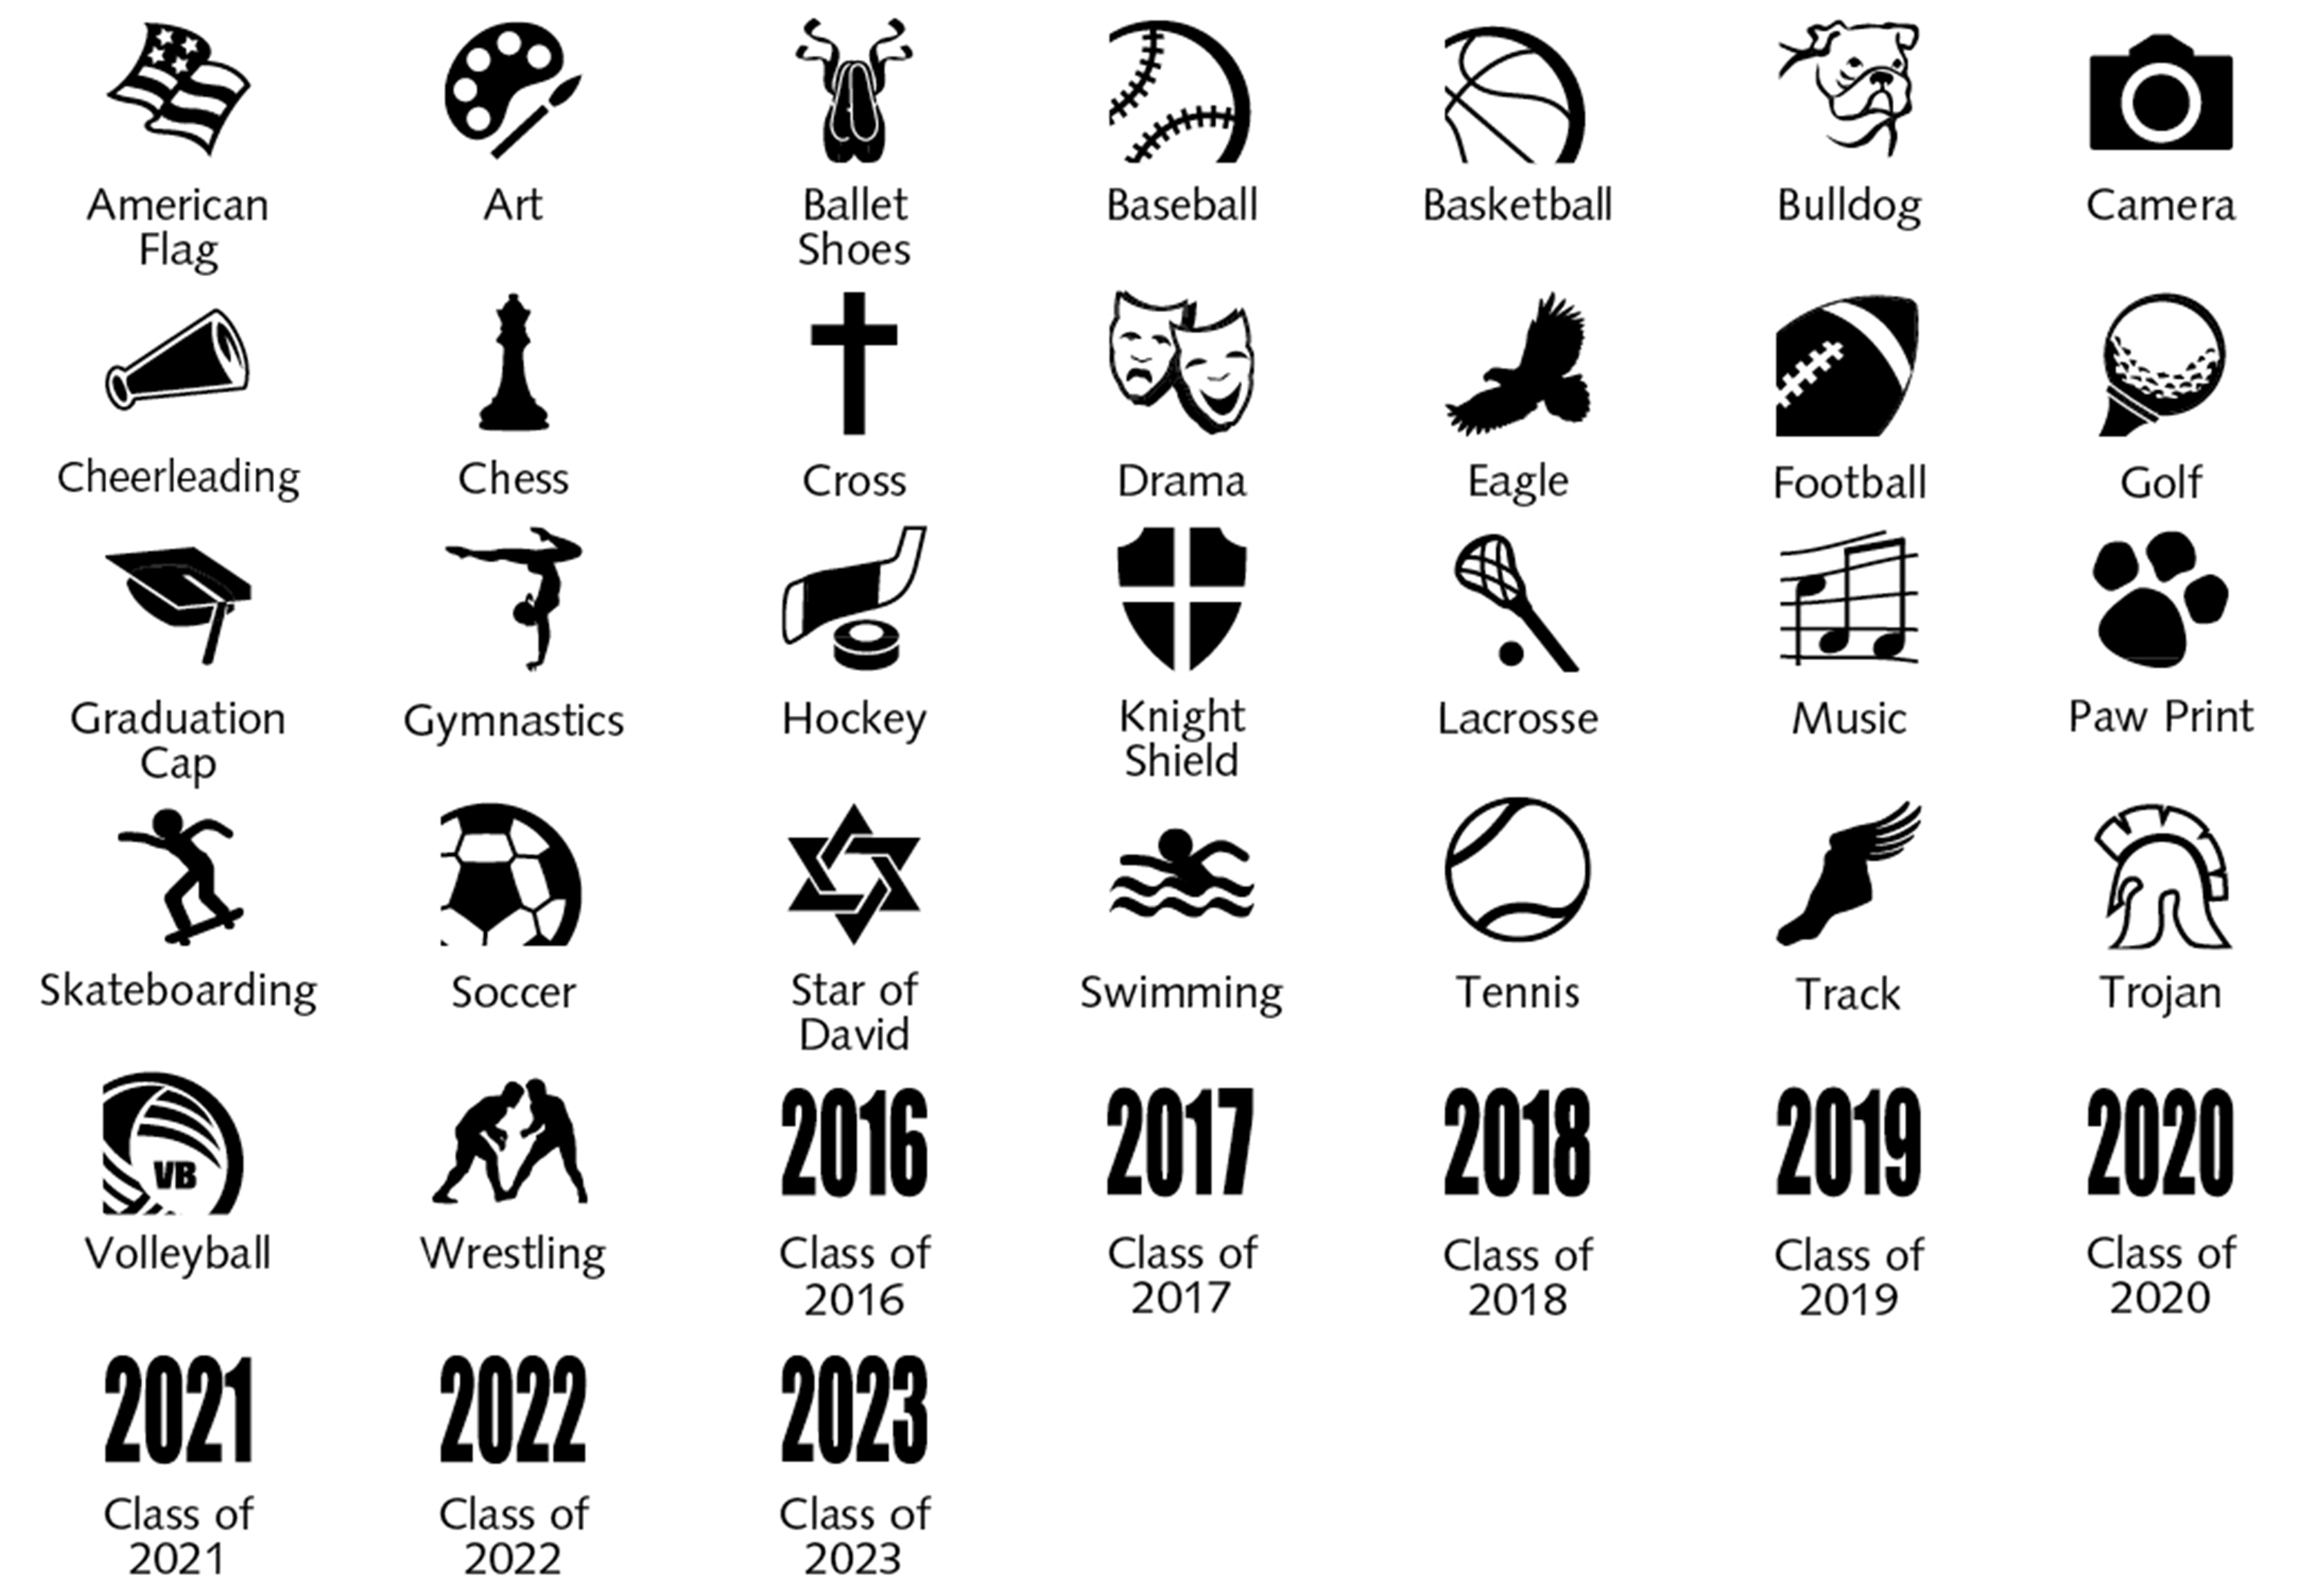 American
Flag
Art
Ballet
Shoes
Baseball
Basketball
Bulldog
Camera
Cheerleading
Chess
Cross
Drama
Eagle
Football
Golf
Graduation
Cap
Gymnastics
Hockey
Knight
Shield
Lacrosse
Music
Paw Print
Skateboarding
Soccer
Star of
David
Swimming
Tennis
Track
Trojan
VB
Volleyball
Wrestling
2016
Class of
2016
2017
Class of
2017
2018
Class of
2018
2019
Class of
2019
2020
Class of
2020
2021
Class of
2021
2022
Class of
2022
2023
Class of
2023